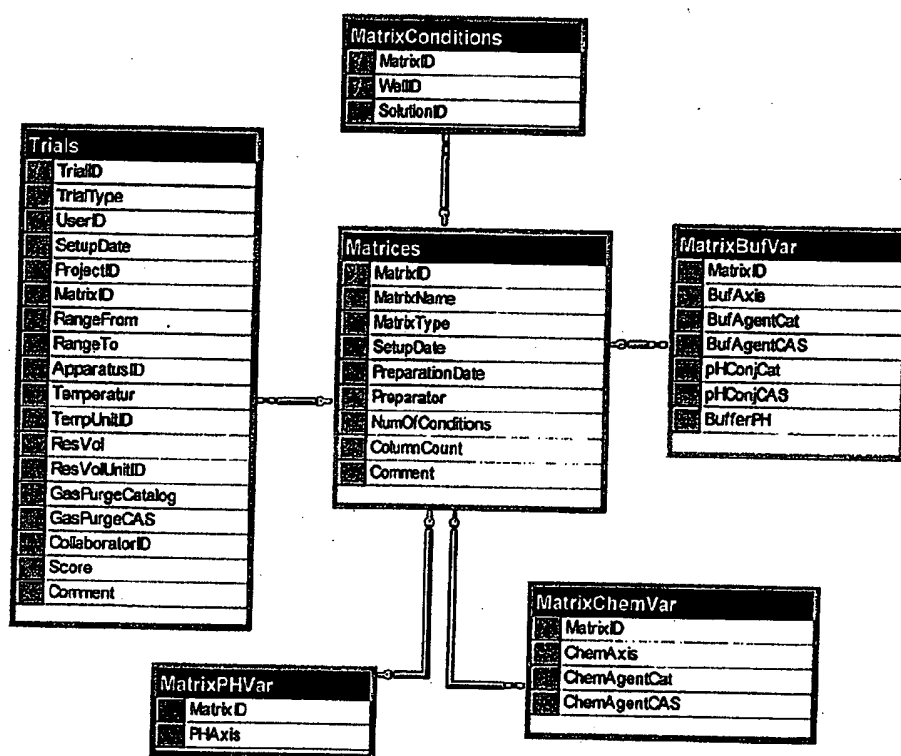 MatrixConditions
MatrixID
WellID
SolutionID
Trials
TrialID
TrialType
UserID
SetupDate
ProjectID
MatrixID
RangeFrom
RangeTo
ApparatusID
Temperatur
TempUnitID
ResVol
ResVolUnitID
GasPurgeCatalog
GasPurgeCAS
CollaboratorID
Score
Comment
Matrices
MatrixID
MatrixName
MatrixType
SetupDate
PreparationDate
Preparator
NumOfConditions
ColumnCount
Comment
MatrixBufVar
MatrixID
BufAxis
BufAgentCat
BufAgentCAS
pHConjCat
pHConjCAS
BufferPH
MatrixPHVar
MatrixID
PHAxis
MatrixChemVar
MatrixID
ChemAxis
ChemAgentCat
ChemAgentCAS